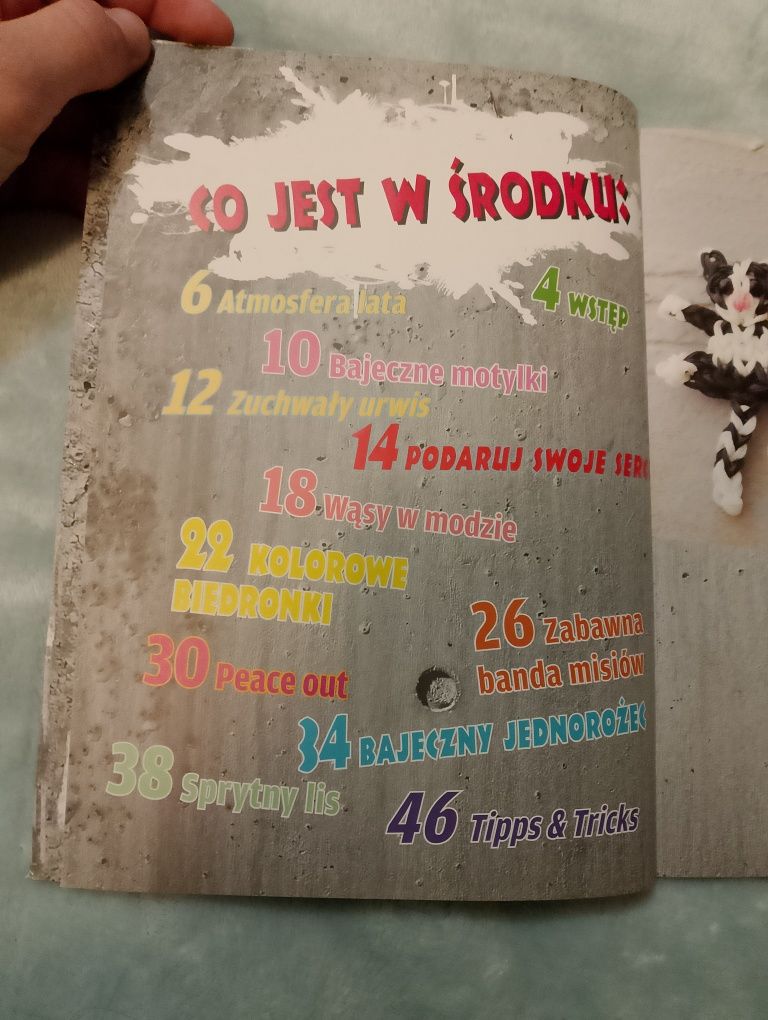 CO JEST W ŚRODKU:
4 WSTĘP
6 Atmosfera lata
10 Bajeczne motylki
12 Zuchwały urwis
14 PODARUJ SWOJE
18 Wąsy w modzie
22 KOLOROWE
BIEDRONKI
26 Zabawna
banda misiów
30 Peace out
34 BAJECZNY JEDNOROŻEC
38 Sprytny lis
46 Tipps & Tricks